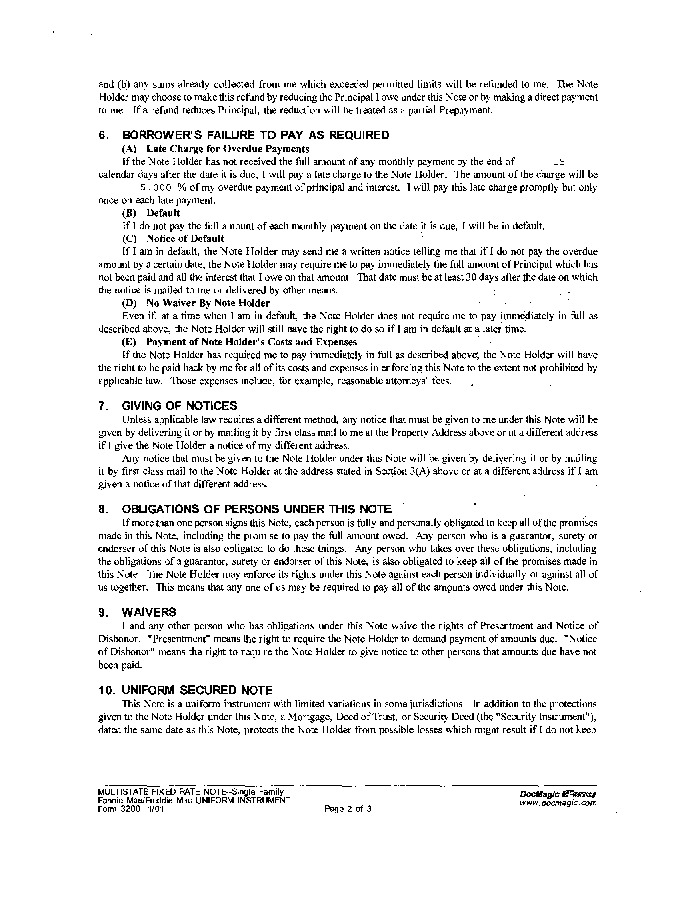 and (b) any sums already collected from me which exceeded permitted limits will be refunded to me. The Note
Holder may choose to make this refund by reducing the Principal I owe under this Note or by making a direct payment
to me. If a refund reduces Principal, the reduction will be treated as a partial Prepayment.
6. BORROWER'S FAILURE TO PAY AS REQUIRED
(A) Late Charge for Overdue Payments
If the Note Holder has not received the full amount of any monthly payment by the end of 15
calendar days after the date it is due, I will pay a late charge to the Note Holder. The amount of the charge will be
5.000 % of my overdue payment of principal and interest. I will pay this late charge promptly but only
once on each late payment.
(B) Default
If I do not pay the full amount of each monthly payment on the date it is due, I will be in default.
(C) Notice of Default
If I am in default, the Note Holder may send me a written notice telling me that if I do not pay the overdue
amount by a certain date, the Note Holder may require me to pay immediately the full amount of Principal which has
not been paid and all the interest that I owe on that amount. That date must be at least 30 days after the date on which
the notice is mailed to me or delivered by other means.
(D) No Waiver By Note Holder
Even if, at a time when I am in default, the Note Holder does not require me to pay immediately in full as
described above, the Note Holder will still have the right to do so if I am in default at a later time.
(E) Payment of Note Holder's Costs and Expenses
If the Note Holder has required me to pay immediately in full as described above, the Note Holder will have
the right to be paid back by me for all of its costs and expenses in enforcing this Note to the extent not prohibited by
applicable law. Those expenses include, for example, reasonable attorneys' fees.
7. GIVING OF NOTICES
Unless applicable law requires a different method, any notice that must be given to me under this Note will be
given by delivering it or by mailing it by first class mail to me at the Property Address above or at a different address
if I give the Note Holder a notice of my different address.
Any notice that must be given to the Note Holder under this Note will be given by delivering it or by mailing
it by first class mail to the Note Holder at the address stated in Section 3(A) above or at a different address if I am
given a notice of that different address.
8. OBLIGATIONS OF PERSONS UNDER THIS NOTE
If more than one person signs this Note, each person is fully and personally obligated to keep all of the promises
made in this Note, including the promise to pay the full amount owed. Any person who is a guarantor, surety or
endorser of this Note is also obligated to do these things. Any person who takes over these obligations, including
the obligations of a guarantor, surety or endorser of this Note, is also obligated to keep all of the promises made in
this Note. The Note Holder may enforce its rights under this Note against each person individually or against all of
us together. This means that any one of us may be required to pay all of the amounts owed under this Note.
9. WAIVERS
I and any other person who has obligations under this Note waive the rights of Presentment and Notice of
Dishonor. "Presentment" means the right to require the Note Holder to demand payment of amounts due. "Notice
of Dishonor" means the right to require the Note Holder to give notice to other persons that amounts due have not
been paid.
10. UNIFORM SECURED NOTE
This Note is a uniform instrument with limited variations in some jurisdictions. In addition to the protections
given to the Note Holder under this Note, a Mortgage, Deed of Trust, or Security Deed (the "Security Instrument"),
dated the same date as this Note, protects the Note Holder from possible losses which might result if I do not keep
MULTISTATE FIXED RATE NOTE--Single Family
Fannie Mae/Freddie Mac UNIFORM INSTRUMENT
Form 3200 1/01
Page 2 of 3
DocMagic
www.docmagic.com